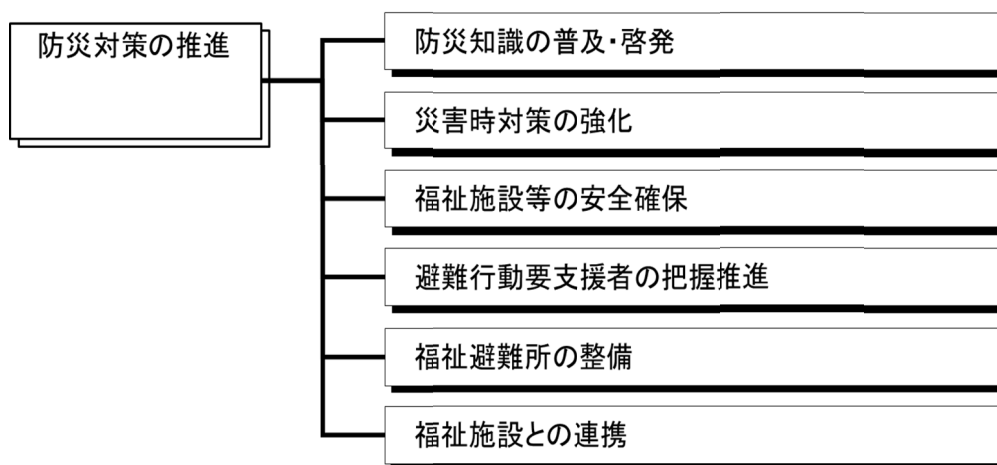 防災対策の推進
防災知識の普及・啓発
災害時対策の強化
福祉施設等の安全確保
避難行動要支援者の把握推進
福祉避難所の整備
福祉施設との連携